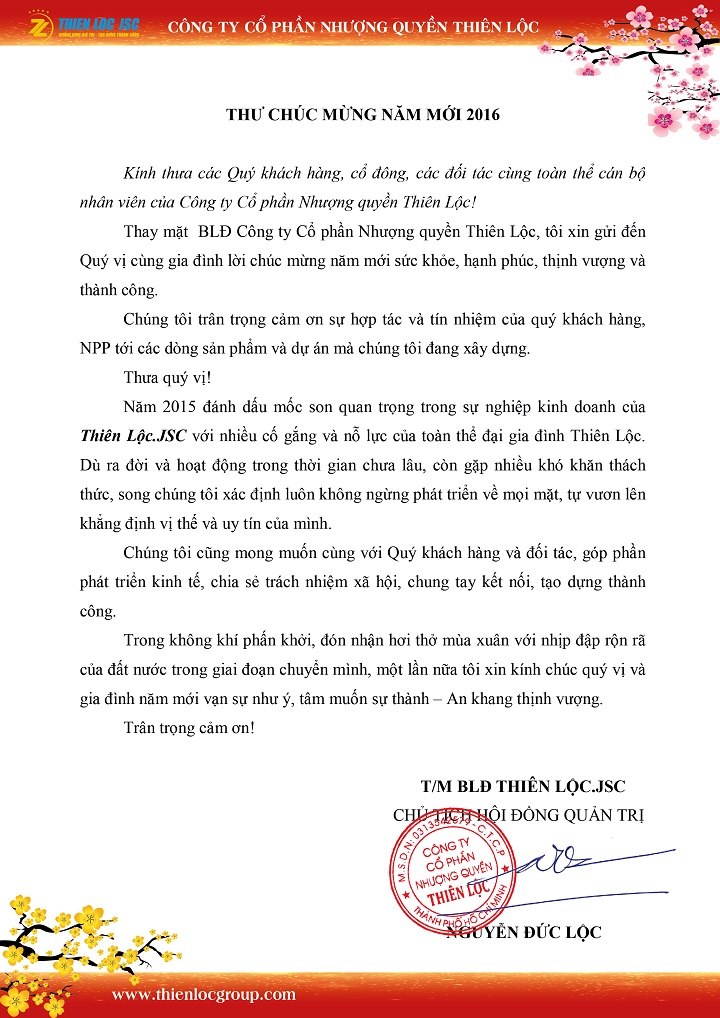 THIEN LOC JSC
CÔNG TY CỔ PHẦN NHƯỢNG QUYỀN THIÊN LỘC
THƯ CHÚC MỪNG NĂM MỚI 2016
Kính thưa các Quý khách hàng, cổ đông, các đối tác cùng toàn thể cán bộ
nhân viên của Công ty Cổ phần Nhượng quyền Thiên Lộc!
Thay mặt BLĐ Công ty Cổ phần Nhượng quyền Thiên Lộc, tôi xin gửi đến
Quý vị cùng gia đình lời chúc mừng năm mới sức khỏe, hạnh phúc, thịnh vượng và
thành công.
Chúng tôi trân trọng cảm ơn sự hợp tác và tín nhiệm của quý khách hàng,
NPP tới các dòng sản phẩm và dự án mà chúng tôi đang xây dựng.
Thưa quý vị!
Năm 2015 đánh dấu mốc son quan trọng trong sự nghiệp kinh doanh của
Thiên Lộc.JSC với nhiều cố gắng và nỗ lực của toàn thể đại gia đình Thiên Lộc.
Dù ra đời và hoạt động trong thời gian chưa lâu, còn gặp nhiều khó khăn thách
thức, song chúng tôi xác định luôn không ngừng phát triển về mọi mặt, tự vươn lên
khẳng định vị thế và uy tín của mình.
Chúng tôi cũng mong muốn cùng với Quý khách hàng và đối tác, góp phần
phát triển kinh tế, chia sẻ trách nhiệm xã hội, chung tay kết nối, tạo dựng thành
công.
Trong không khí phấn khởi, đón nhận hơi thở mùa xuân với nhịp đập rộn rã
của đất nước trong giai đoạn chuyển mình, một lần nữa tôi xin kính chúc quý vị và
gia đình năm mới vạn sự như ý, tâm muốn sự thành – An khang thịnh vượng.
Trân trọng cảm ơn!
T/M BLĐ THIÊN LỘC.JSC
CHỦ TỊCH HỘI ĐỒNG QUẢN TRỊ
M.S.D.N: 0313542579 - C.T.C.P
CÔNG TY
CỔ PHẦN
NHƯỢNG QUYỀN
THIÊN LỘC
THÀNH PHỐ HỒ CHÍ MINH
NGUYỄN ĐỨC LỘC
www.thienlocgroup.com